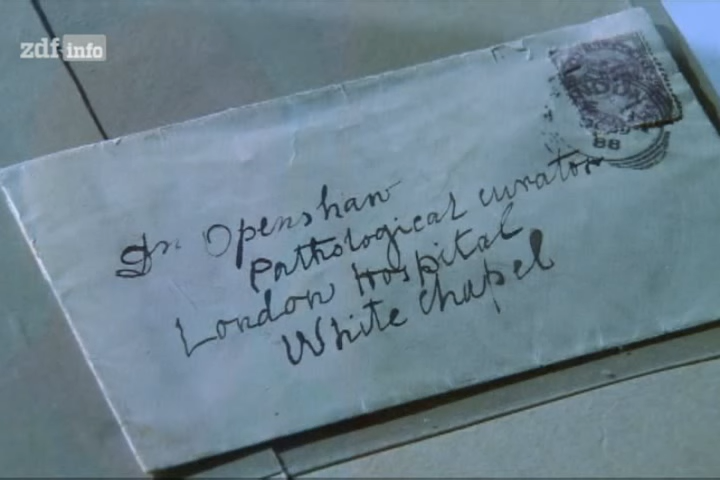 zdf info
88
Dr Openshaw
Pathological curator
London Hospital
White chapel